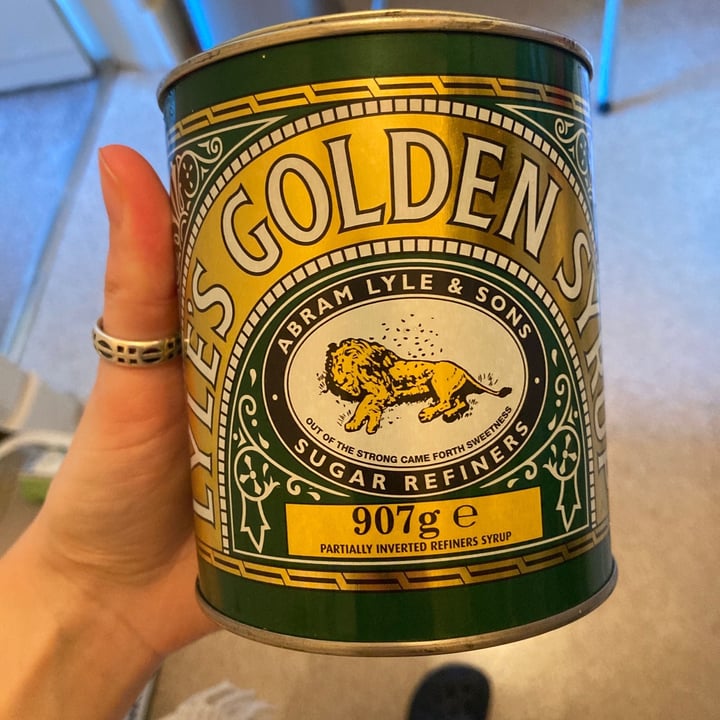 LYLE'S GOLDEN SYRUP
ABRAM LYLE & SONS
OUT OF THE STRONG CAME FORTH SWEETNESS
SUGAR REFINERS
907g e
PARTIALLY INVERTED REFINERS SYRUP